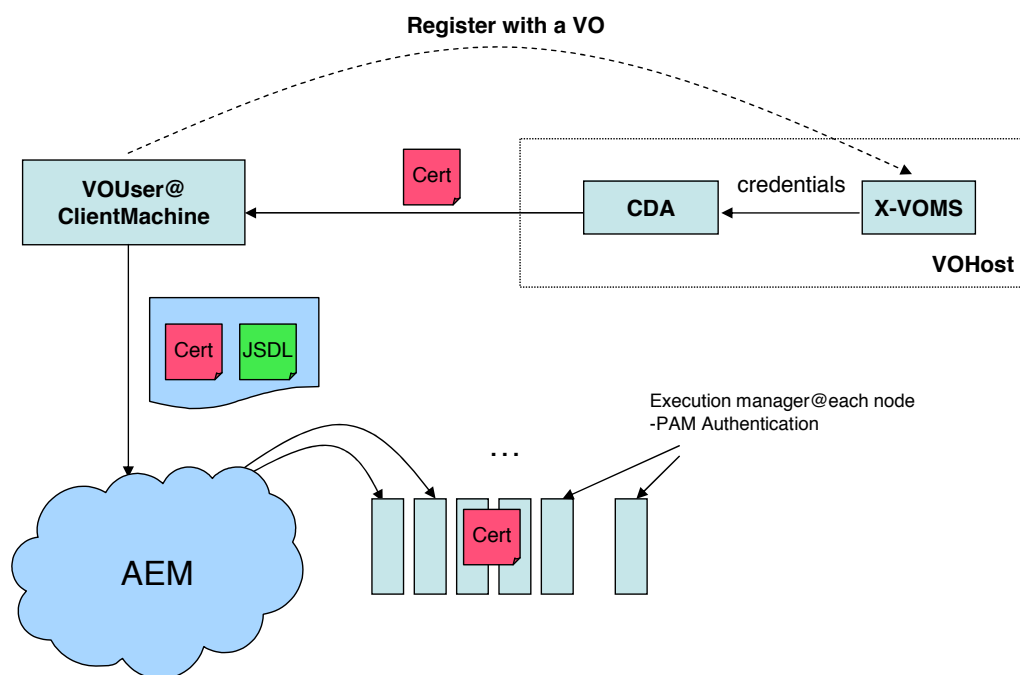 Register with a VO
Cert
VOUser@
ClientMachine
CDA
credentials
X-VOMS
VOHost
Cert
JSDL
Execution manager@each node
-PAM Authentication
...
Cert
AEM